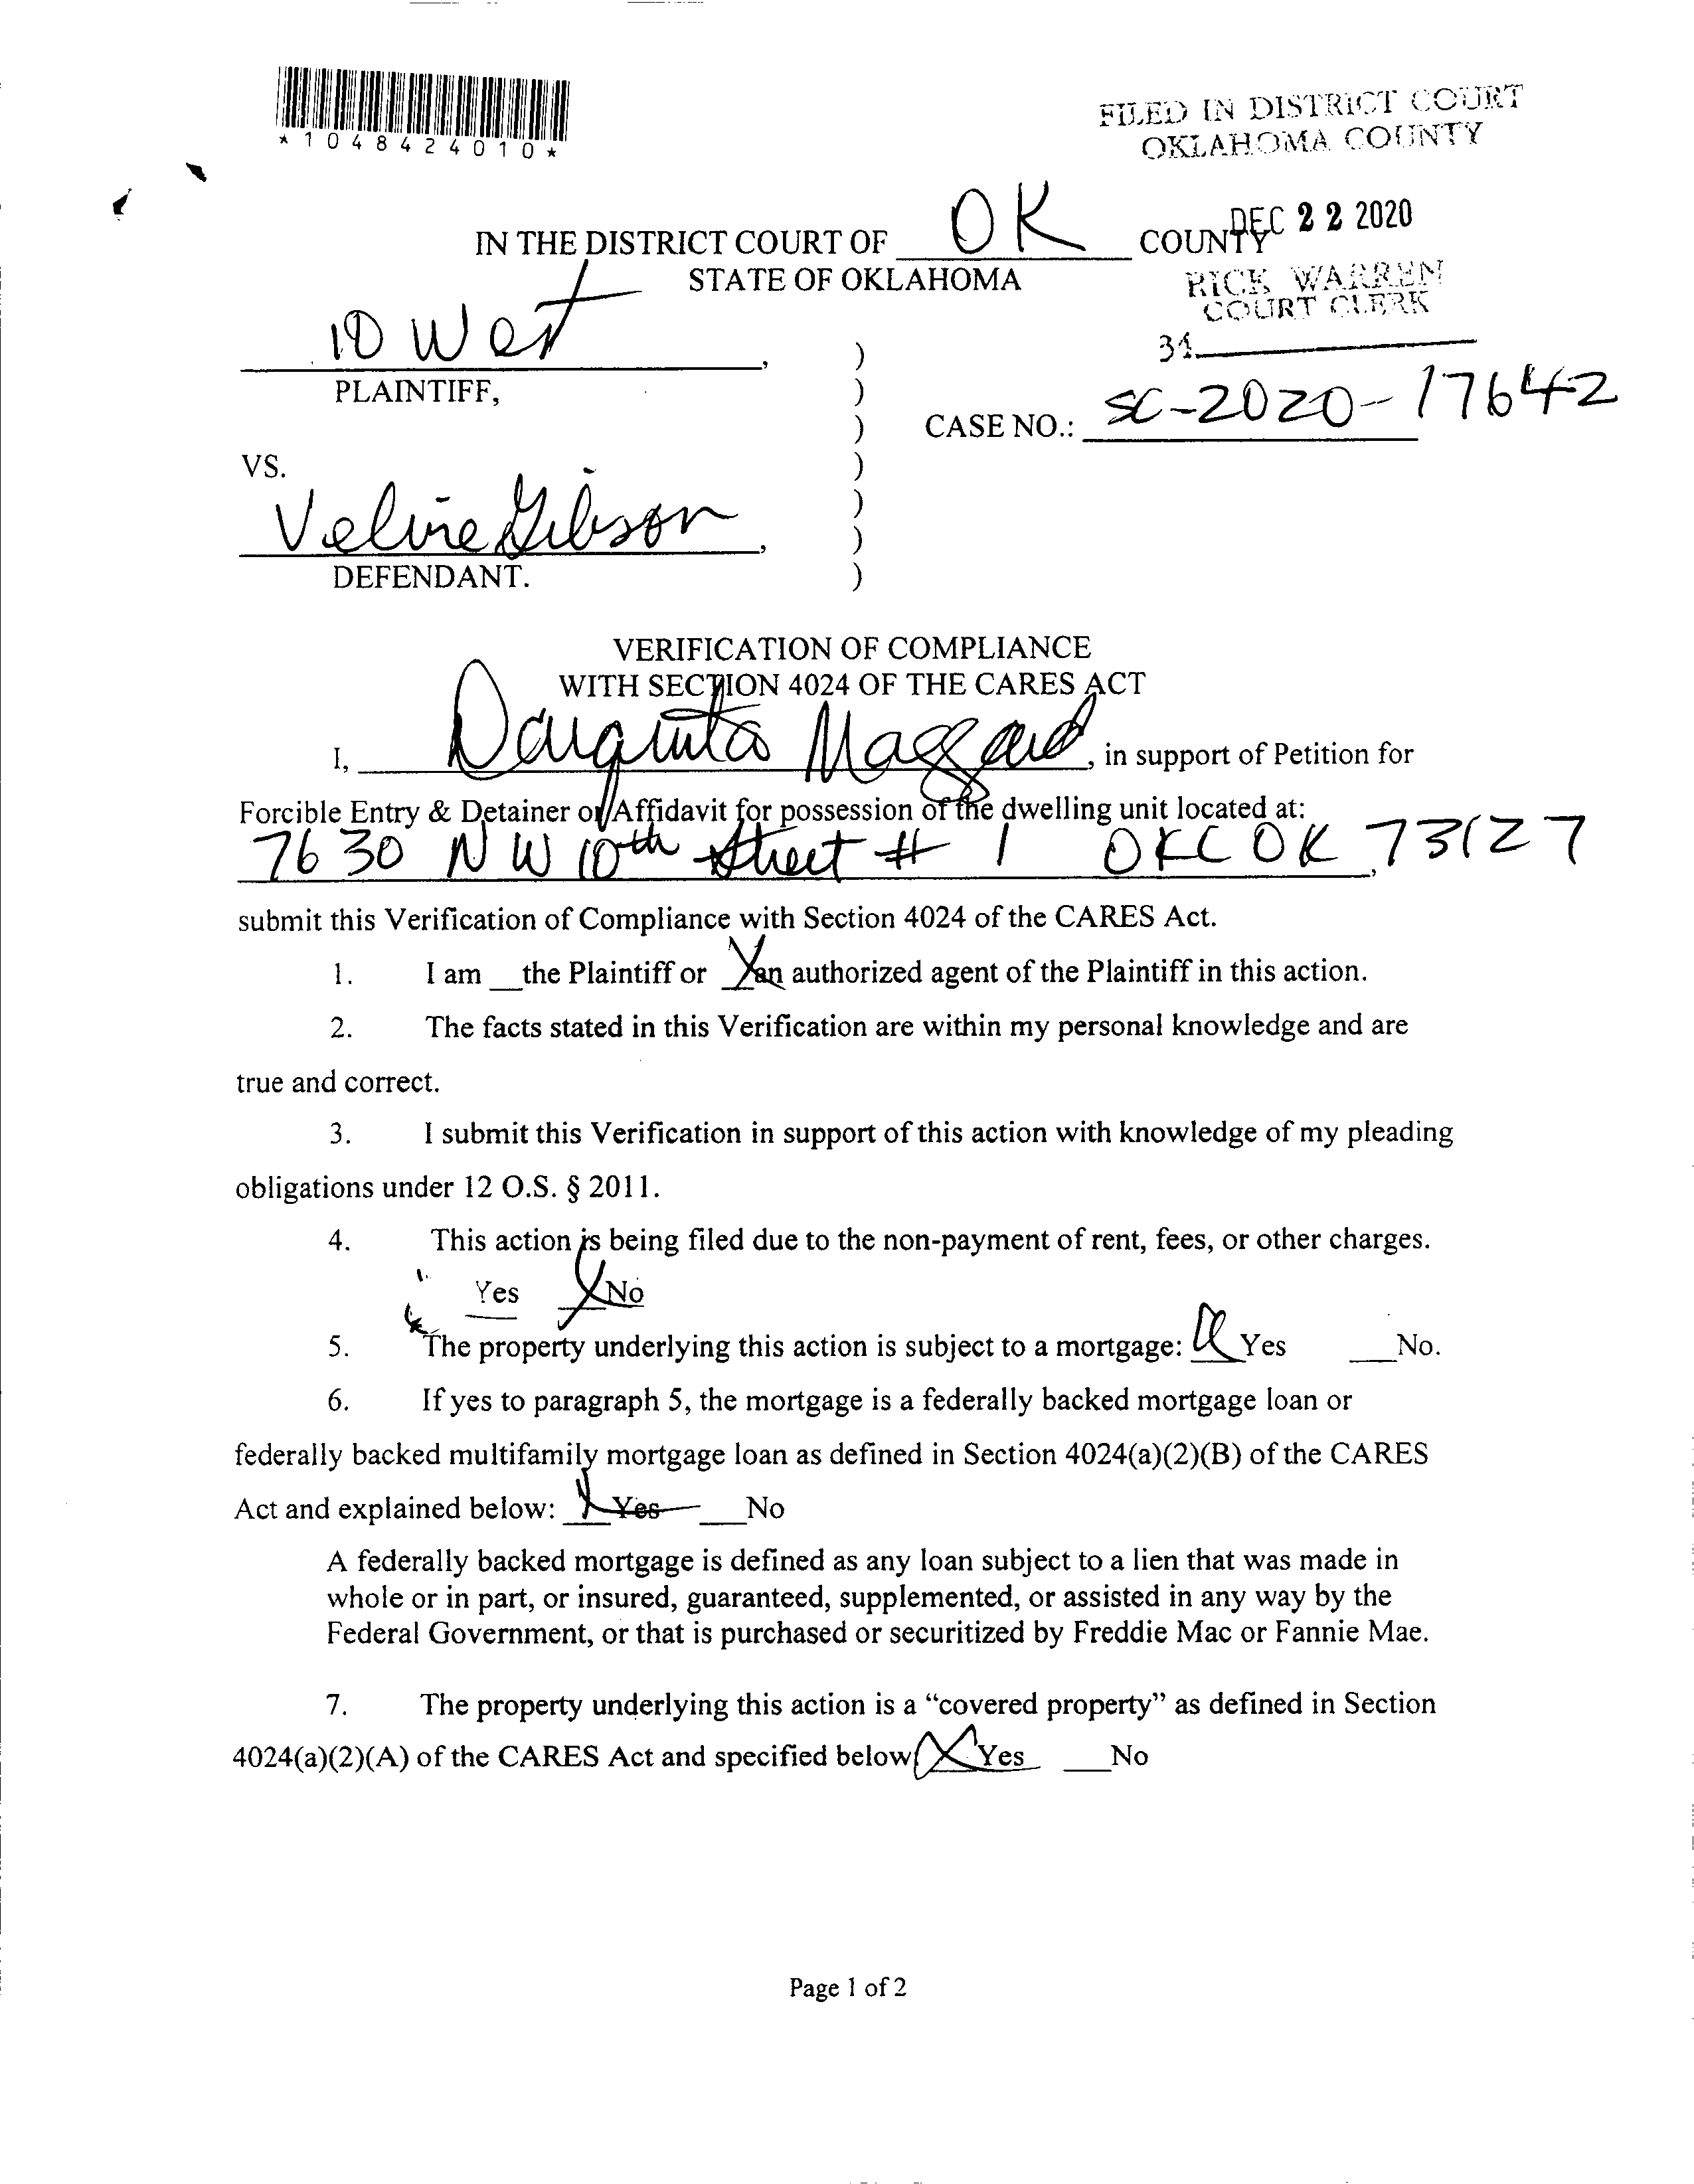 *1048424010*
FILED IN DISTRICT COURT
OKLAHOMA COUNTY
DEC 22 2020
IN THE DISTRICT COURT OF OK COUNTY
STATE OF OKLAHOMA
RICK WARREN
COURT CLERK
10 West,
34
PLAINTIFF,
CASE NO.: SC-2020-17642
VS.
Velvie Gibson,
DEFENDANT.
)
)
)
)
)
)
)
VERIFICATION OF COMPLIANCE
WITH SECTION 4024 OF THE CARES ACT
I, Maggard, in support of Petition for
Forcible Entry & Detainer or Affidavit for possession of the dwelling unit located at:
7630 NW 10th Street # 1 OKC OK 73127,
submit this Verification of Compliance with Section 4024 of the CARES Act.
1. I am __the Plaintiff or X an authorized agent of the Plaintiff in this action.
2. The facts stated in this Verification are within my personal knowledge and are
true and correct.
3. I submit this Verification in support of this action with knowledge of my pleading
obligations under 12 O.S. § 2011.
4. This action is being filed due to the non-payment of rent, fees, or other charges.
Yes X No
5. The property underlying this action is subject to a mortgage: Yes __No.
6. If yes to paragraph 5, the mortgage is a federally backed mortgage loan or
federally backed multifamily mortgage loan as defined in Section 4024(a)(2)(B) of the CARES
Act and explained below: X Yes __No
A federally backed mortgage is defined as any loan subject to a lien that was made in
whole or in part, or insured, guaranteed, supplemented, or assisted in any way by the
Federal Government, or that is purchased or securitized by Freddie Mac or Fannie Mae.
7. The property underlying this action is a “covered property” as defined in Section
4024(a)(2)(A) of the CARES Act and specified below X Yes __No
Page 1 of 2